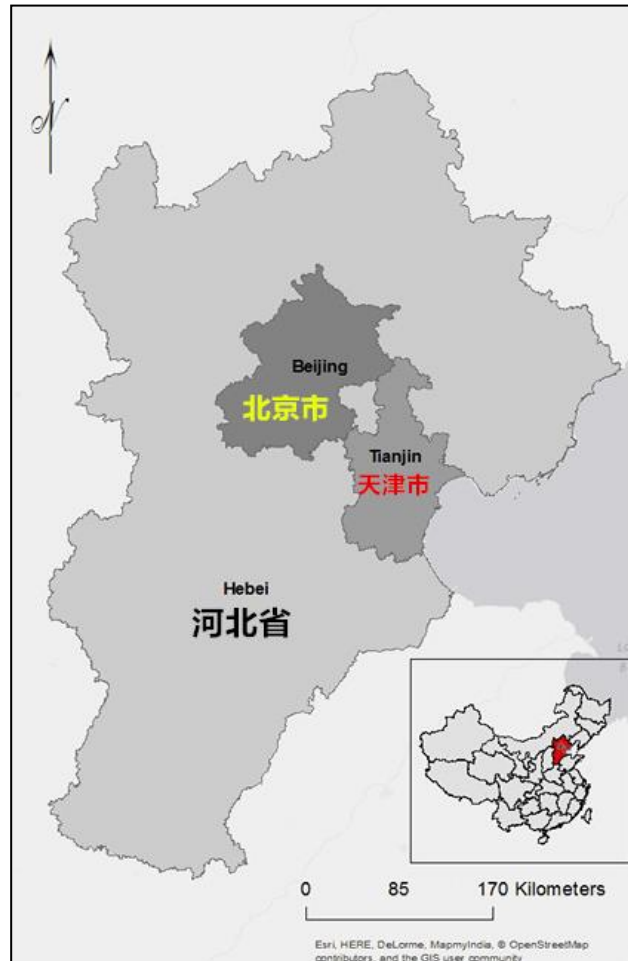 N
Beijing
北京市
Tianjin
天津市
Hebei
河北省
0 85 170 Kilometers
Esri, HERE, DeLorme, MapmyIndia, © OpenStreetMap
contributors, and the GIS user community